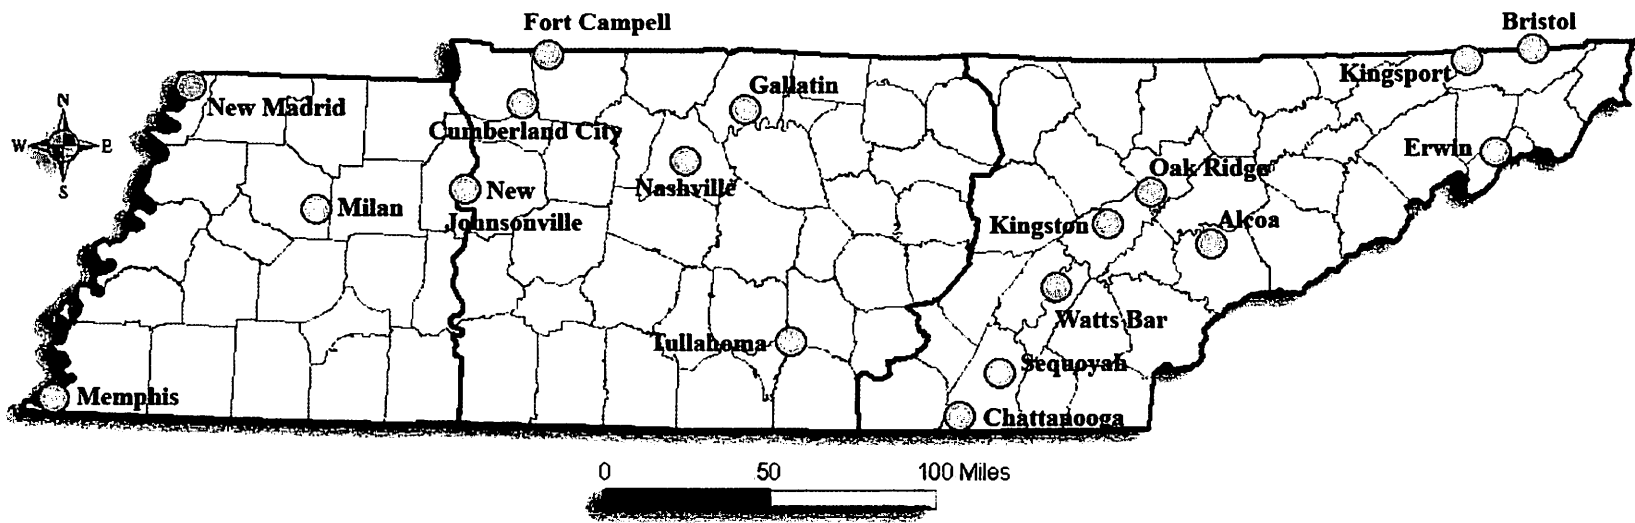 Fort Campell
Bristol
Kingsport
Gallatin
New Madrid
N
W E
S
Cumberland City
Erwin
Oak Ridge
Nashville
New
Johnsonville
Milan
Kingston
Alcoa
Watts Bar
Tullahoma
Sequoyah
Memphis
Chattanooga
0 50 100 Miles